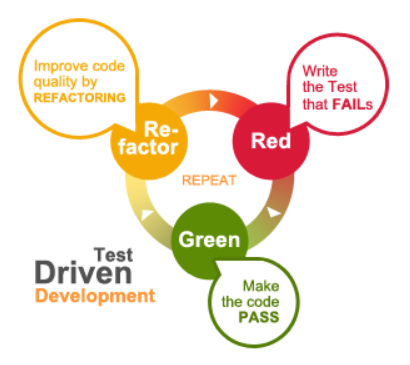 Improve code
quality by
REFACTORING
Write
the Test
that FAILs
Re-
factor
Red
REPEAT
Green
Test
Driven
Development
Make
the code
PASS